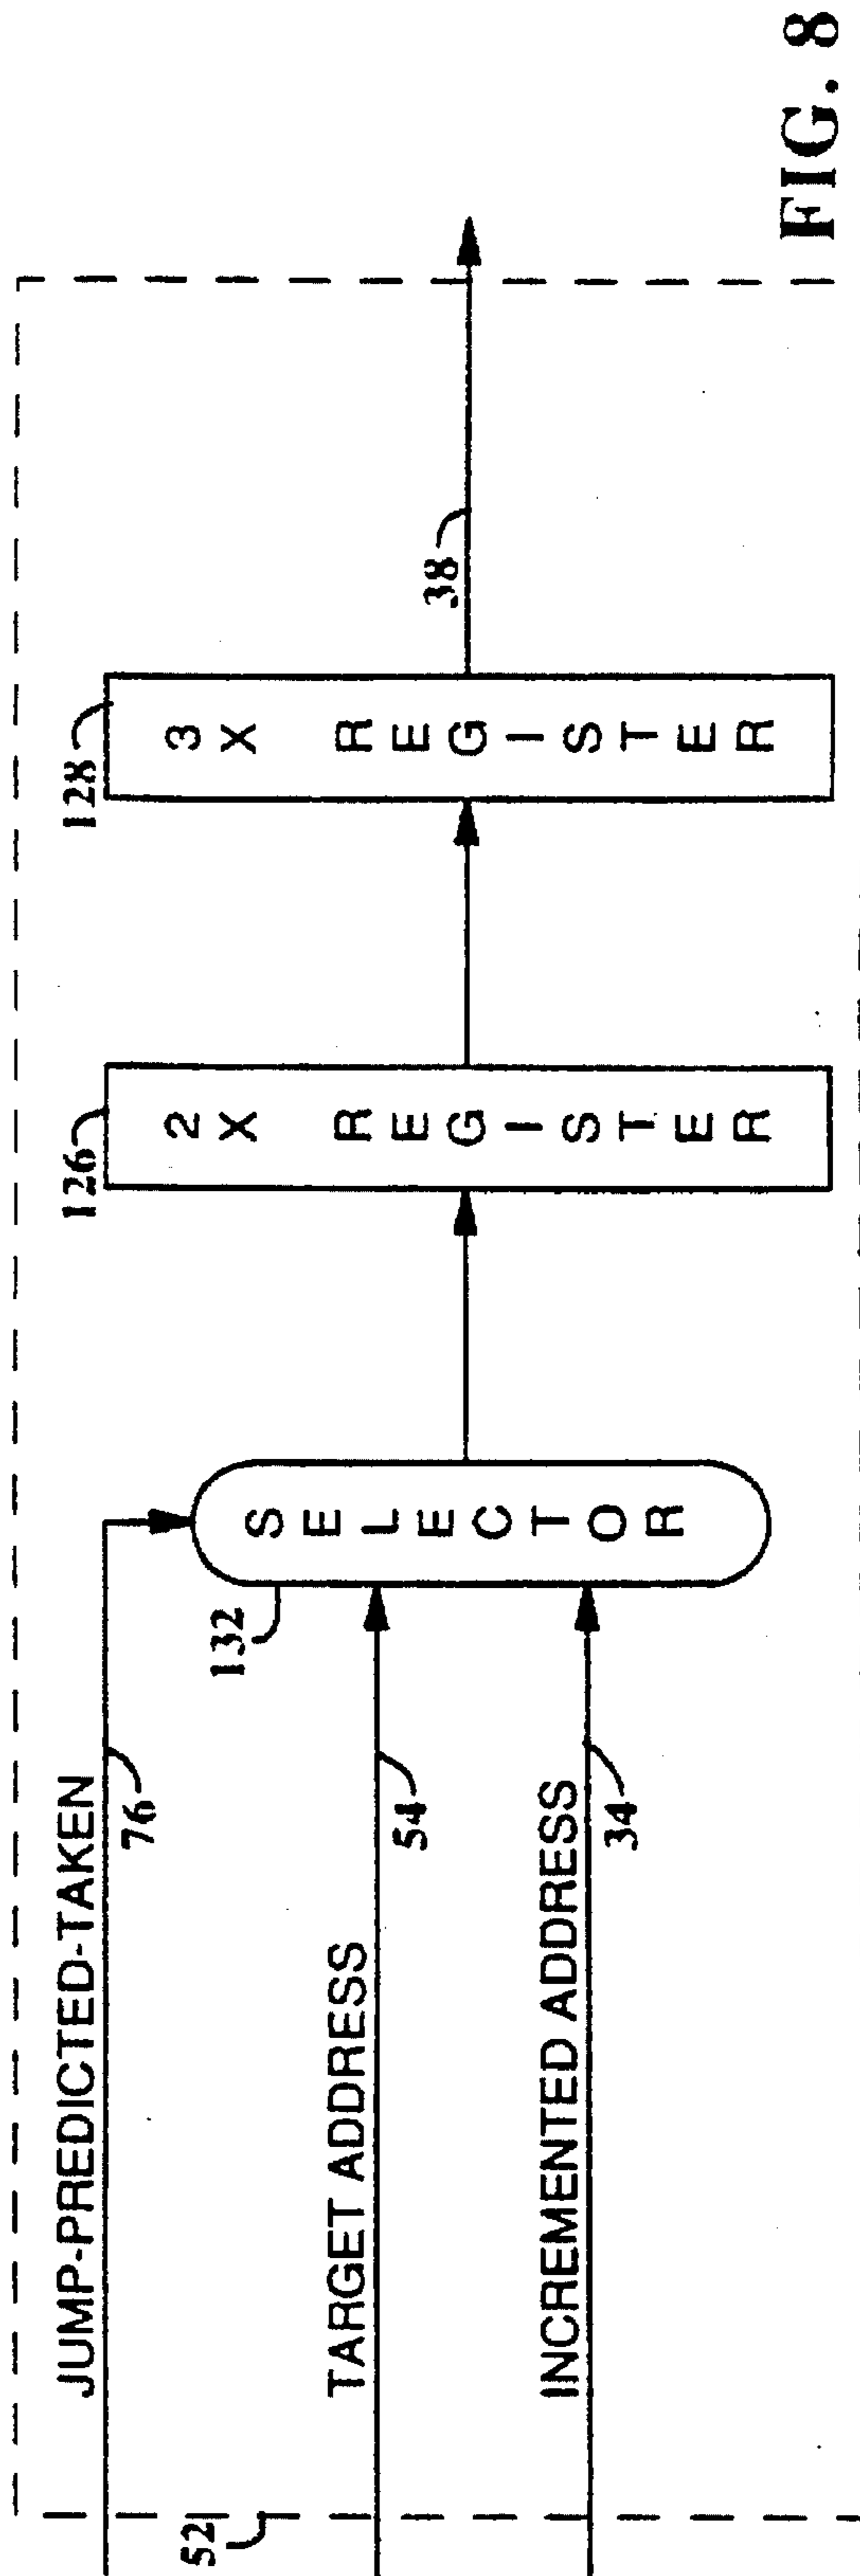 52
JUMP-PREDICTED-TAKEN
76
TARGET ADDRESS
54
INCREMENTED ADDRESS
34
132
SELECTOR
126
2X REGISTER
128
3X REGISTER
38
FIG. 8